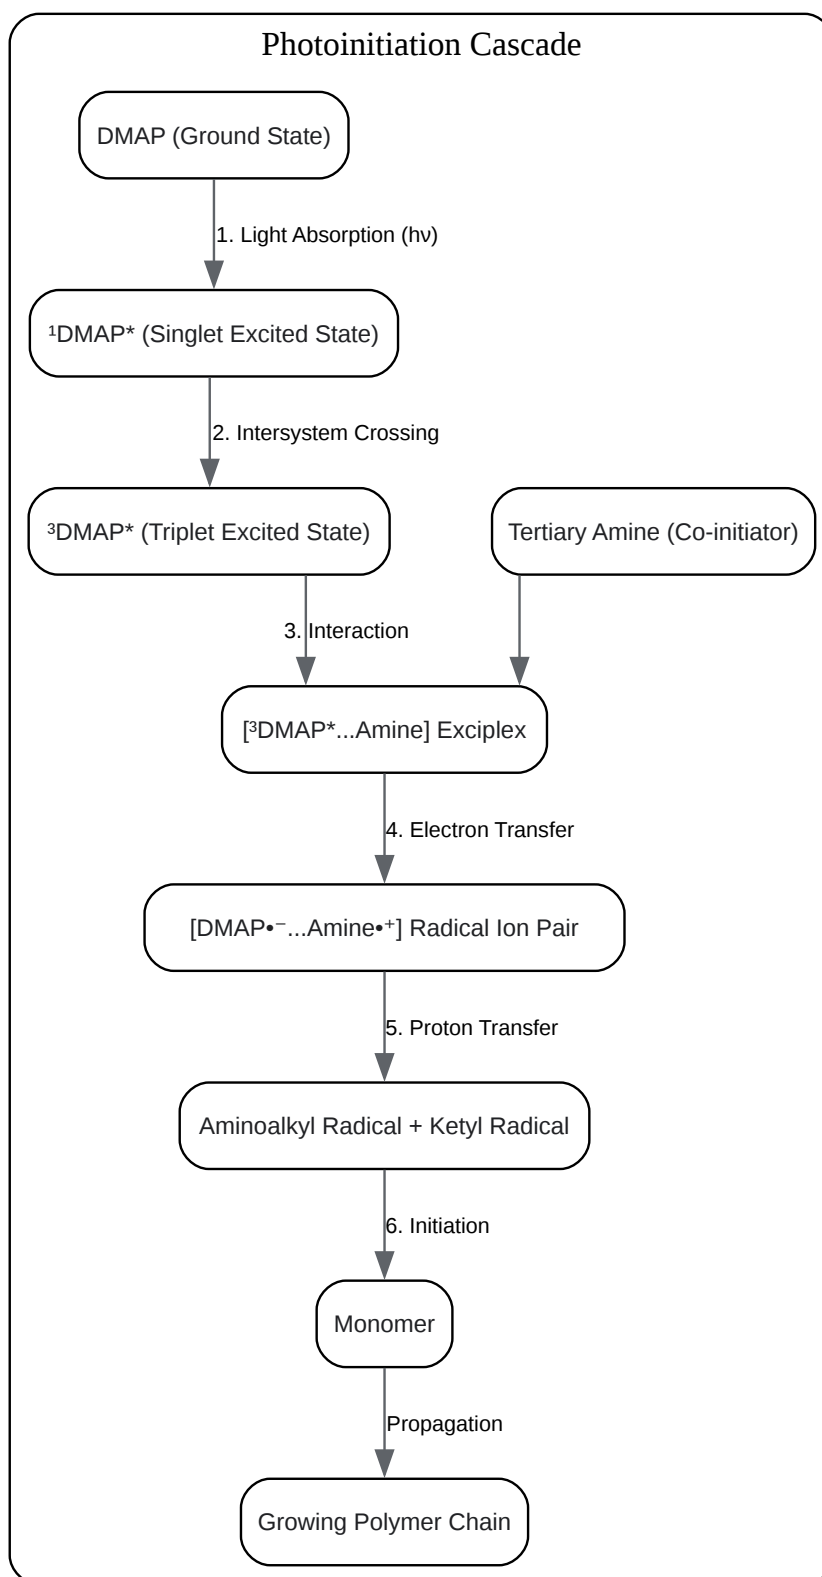 Photoinitiation Cascade
DMAP (Ground State)
1. Light Absorption (hν)
¹DMAP* (Singlet Excited State)
2. Intersystem Crossing
³DMAP* (Triplet Excited State)
Tertiary Amine (Co-initiator)
3. Interaction
[³DMAP*...Amine] Exciplex
4. Electron Transfer
[DMAP•⁻...Amine•⁺] Radical Ion Pair
5. Proton Transfer
Aminoalkyl Radical + Ketyl Radical
6. Initiation
Monomer
Propagation
Growing Polymer Chain